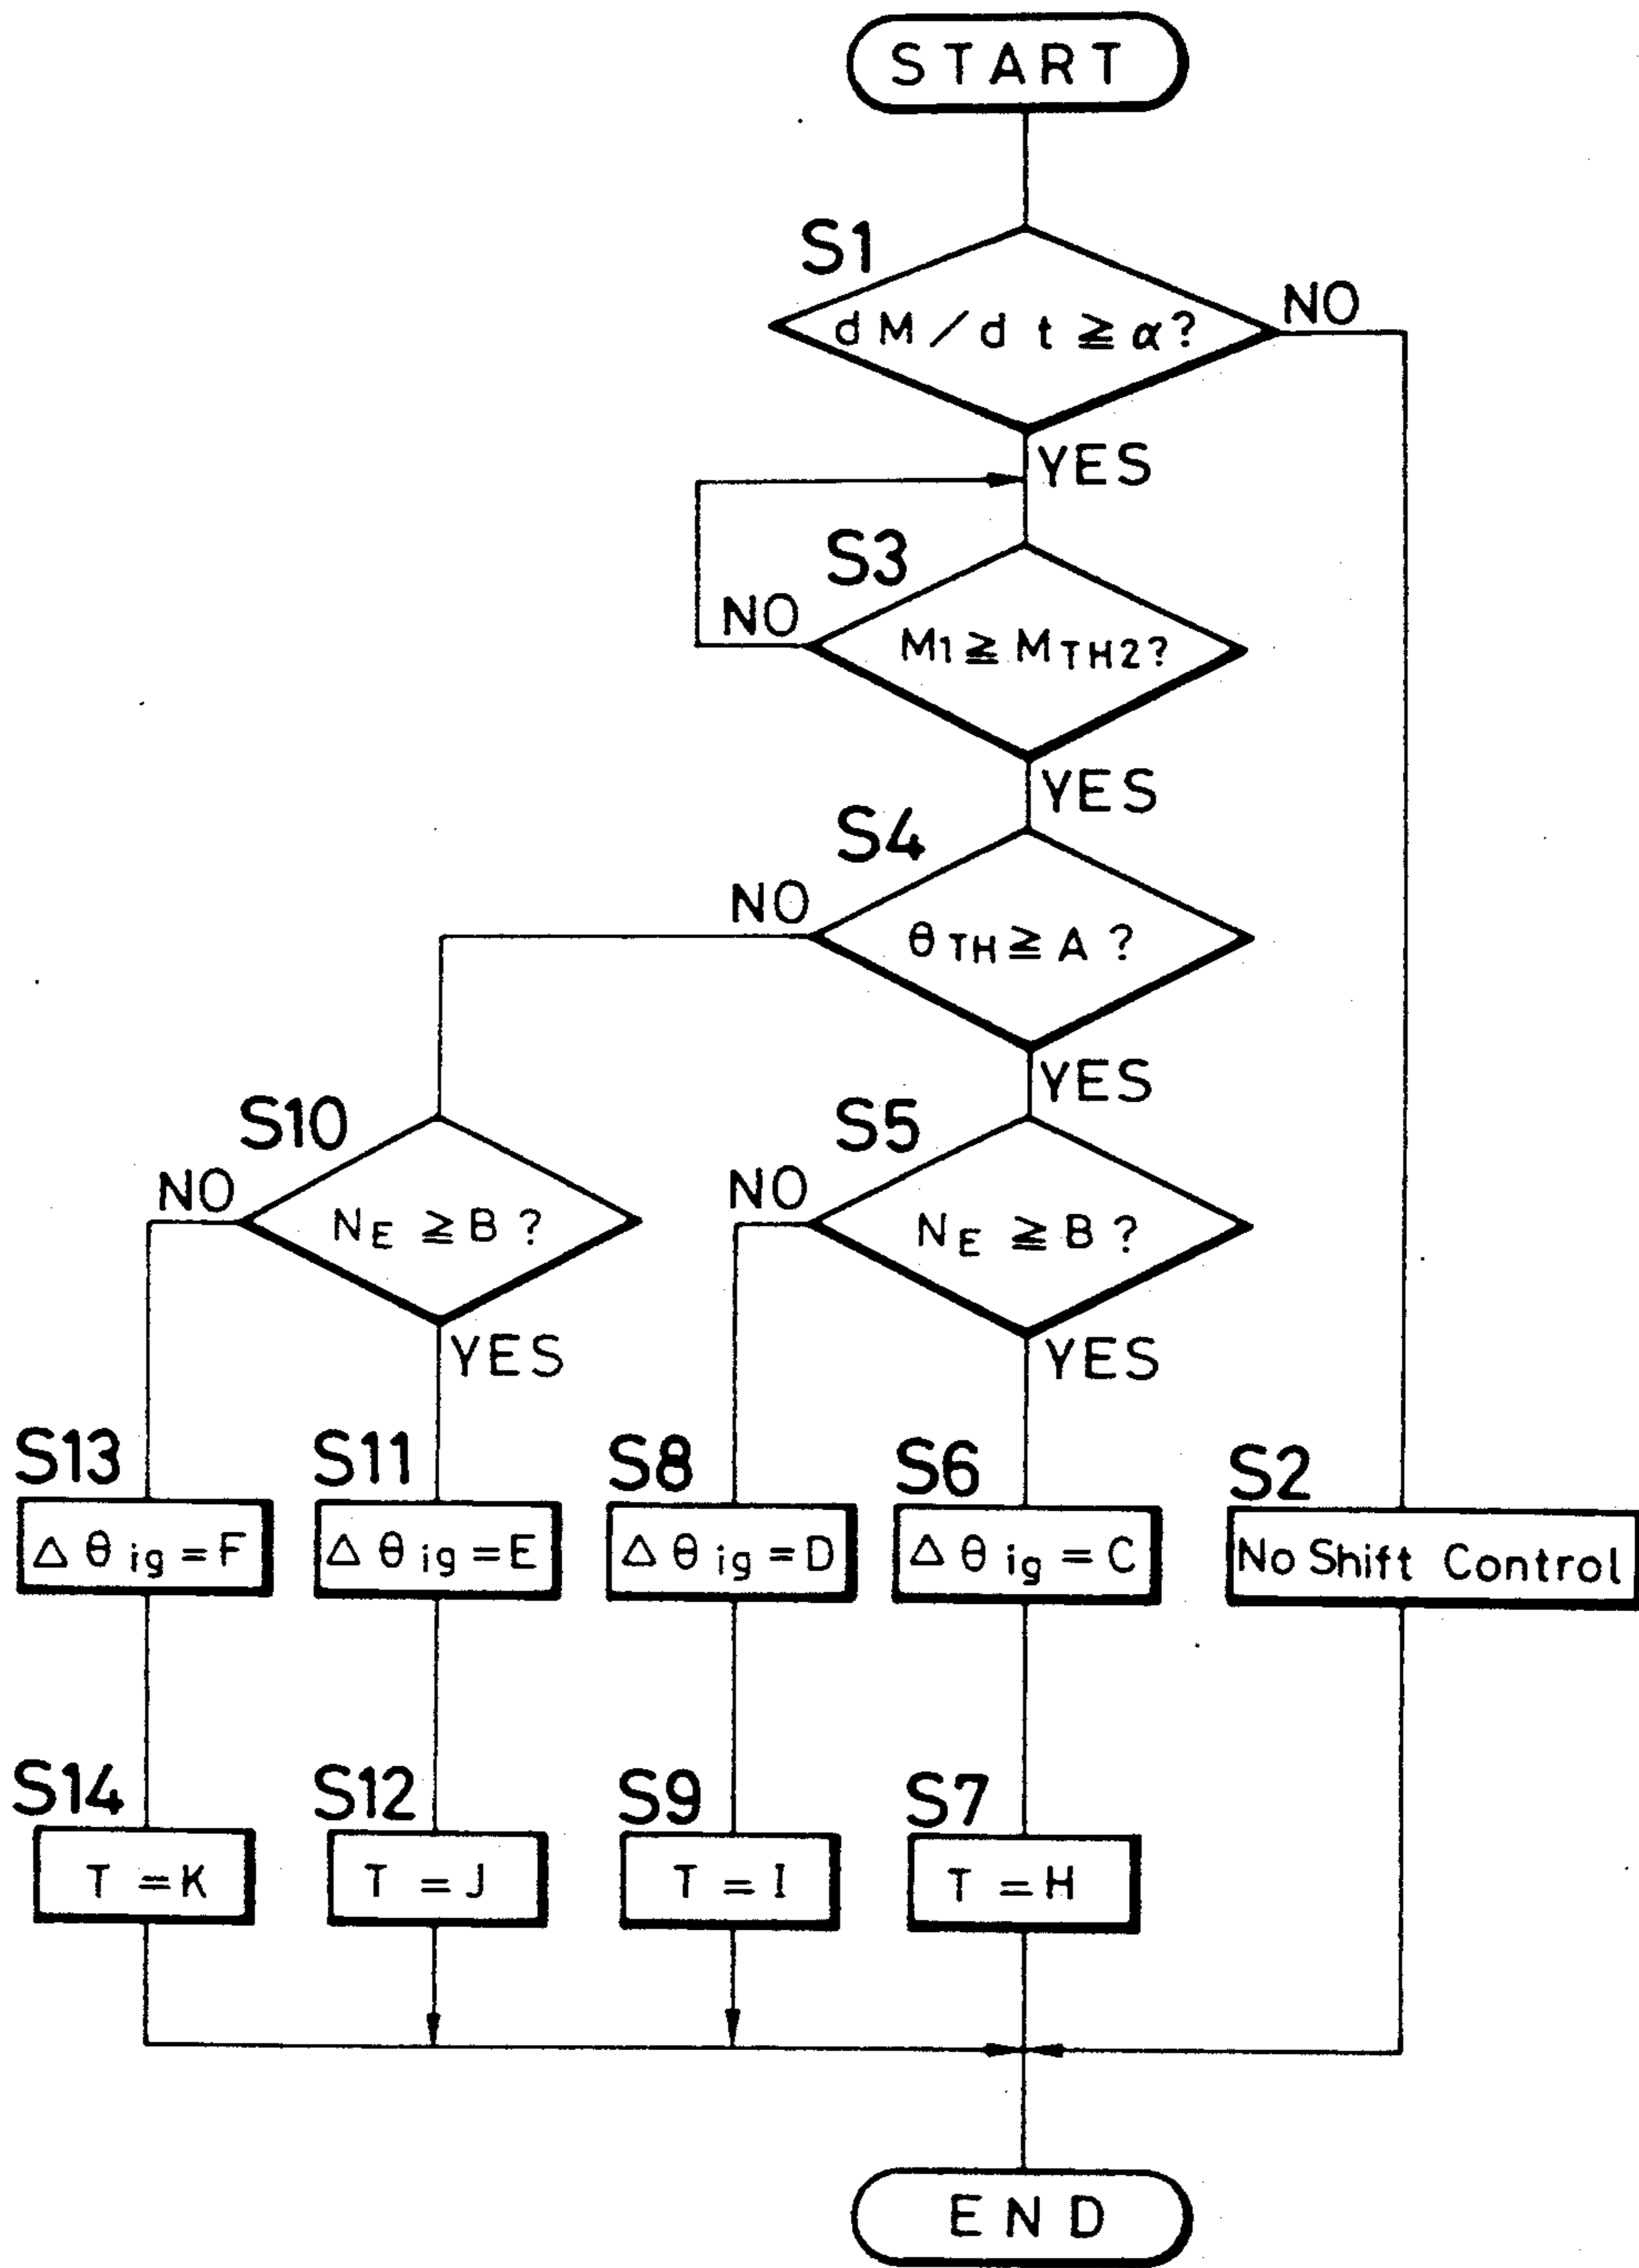 START
S1
dM/dt ≧ α?
NO
YES
S3
NO
M1 ≧ MTH2?
YES
S4
NO
θTH ≧ A ?
YES
S10
S5
NO
NE ≧ B ?
NO
NE ≧ B ?
YES
YES
S13
S11
S8
S6
S2
Δθig = F
Δθig = E
Δθig = D
Δθig = C
No Shift Control
S14
S12
S9
S7
T = K
T = J
T = I
T = H
END